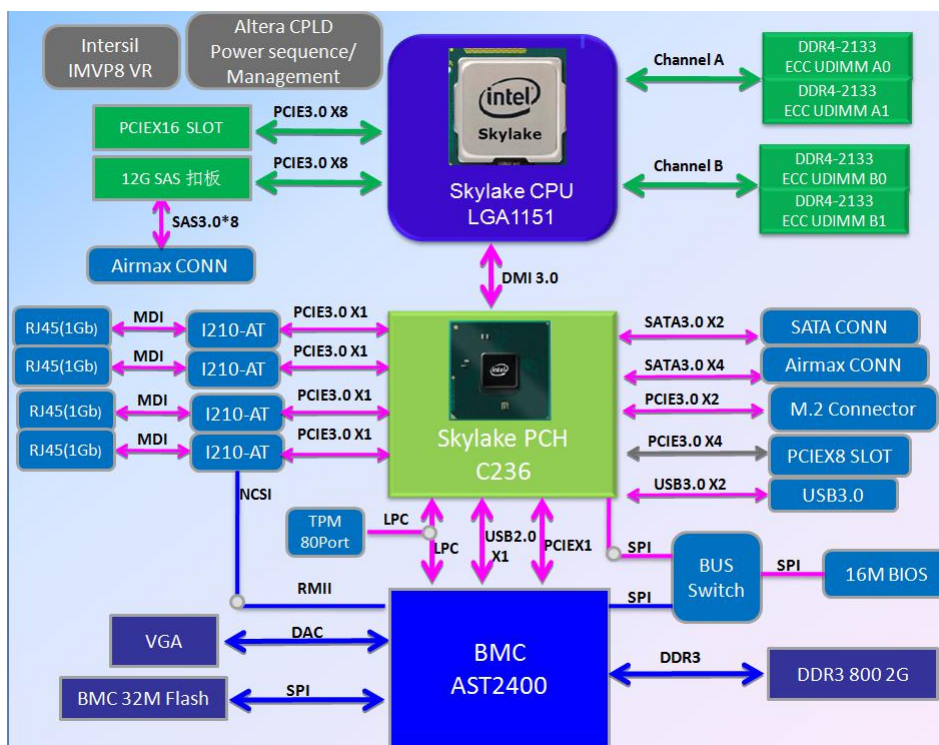 Intersil
IMVP8 VR
Altera CPLD
Power sequence/
Management
intel
Skylake
Skylake CPU
LGA1151
Channel A
DDR4-2133
ECC UDIMM A0
DDR4-2133
ECC UDIMM A1
Channel B
DDR4-2133
ECC UDIMM B0
DDR4-2133
ECC UDIMM B1
PCIEX16 SLOT
PCIE3.0 X8
12G SAS 扣板
PCIE3.0 X8
SAS3.0*8
Airmax CONN
DMI 3.0
RJ45(1Gb)
MDI
I210-AT
PCIE3.0 X1
RJ45(1Gb)
MDI
I210-AT
PCIE3.0 X1
RJ45(1Gb)
MDI
I210-AT
PCIE3.0 X1
RJ45(1Gb)
MDI
I210-AT
PCIE3.0 X1
intel
Skylake PCH
C236
SATA3.0 X2
SATA CONN
SATA3.0 X4
Airmax CONN
PCIE3.0 X2
M.2 Connector
PCIE3.0 X4
PCIEX8 SLOT
USB3.0 X2
USB3.0
NCSI
TPM
80Port
LPC
LPC
USB2.0
X1
PCIEX1
SPI
BUS
Switch
SPI
16M BIOS
RMII
SPI
VGA
DAC
BMC
AST2400
DDR3
DDR3 800 2G
BMC 32M Flash
SPI